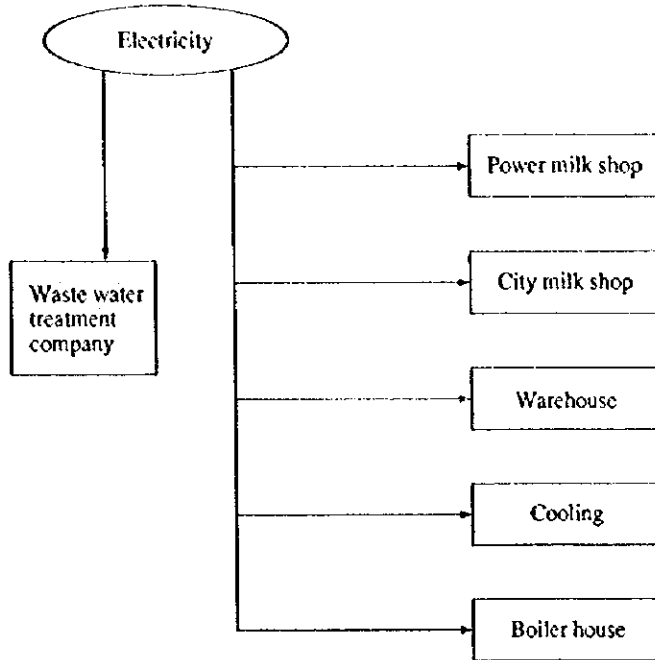 Electricity
Power milk shop
Waste water
treatment
company
City milk shop
Warehouse
Cooling
Boiler house